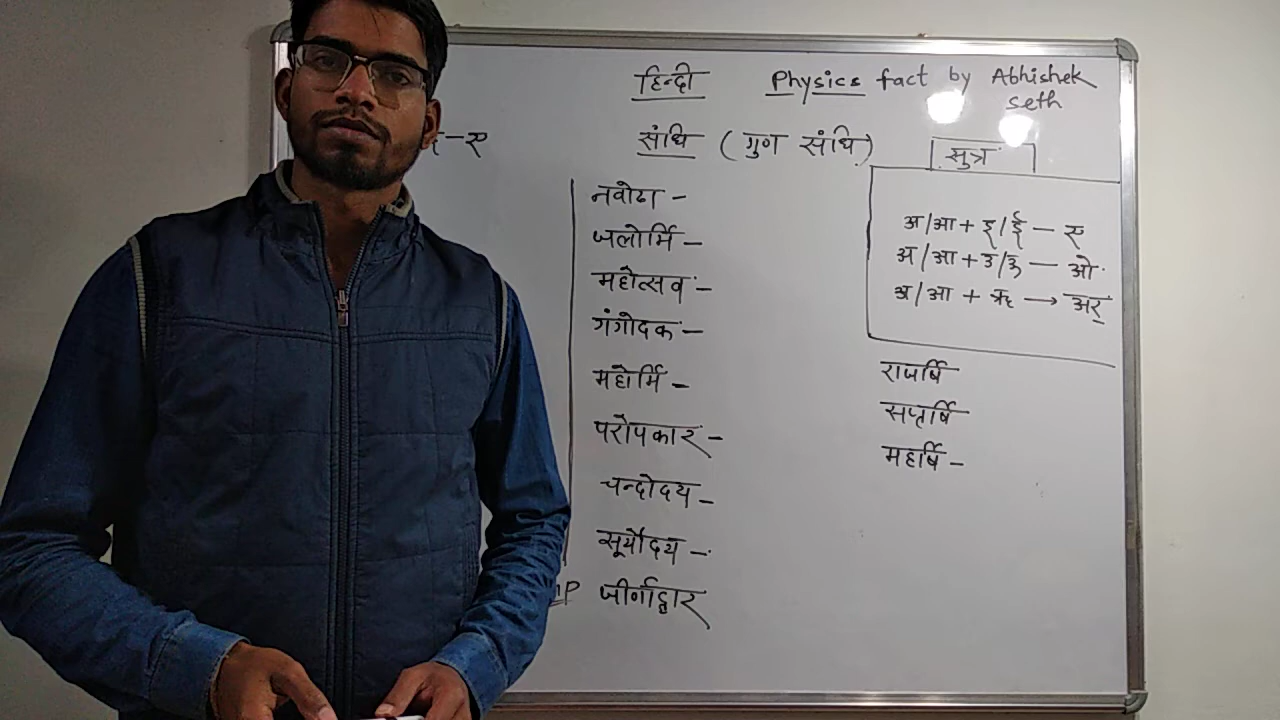 हिन्दी Physics fact by Abhishek
Seth
संधि (गुण संधि) सुत्र
नवोढा -
जलोर्मि -
महोत्सव -
गंगोदक -
महोर्मि -
परोपकार -
चन्दोदय -
सूर्योदय -
जीर्णोद्धार
अ/आ + इ/ई — ए
अ/आ + उ/ऊ — ओ
अ/आ + ऋ → अर्
राजर्षि
सप्तर्षि
महर्षि -